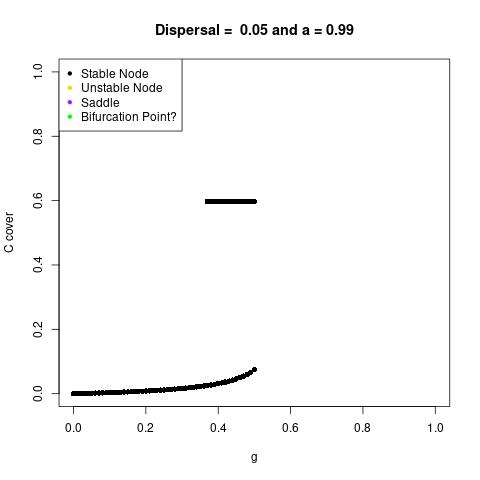 Dispersal =  0.05 and a = 0.99
Stable Node
Unstable Node
Saddle
Bifurcation Point?
C cover
1.0
0.8
0.6
0.4
0.2
0.0
0.0 0.2 0.4 0.6 0.8 1.0
g